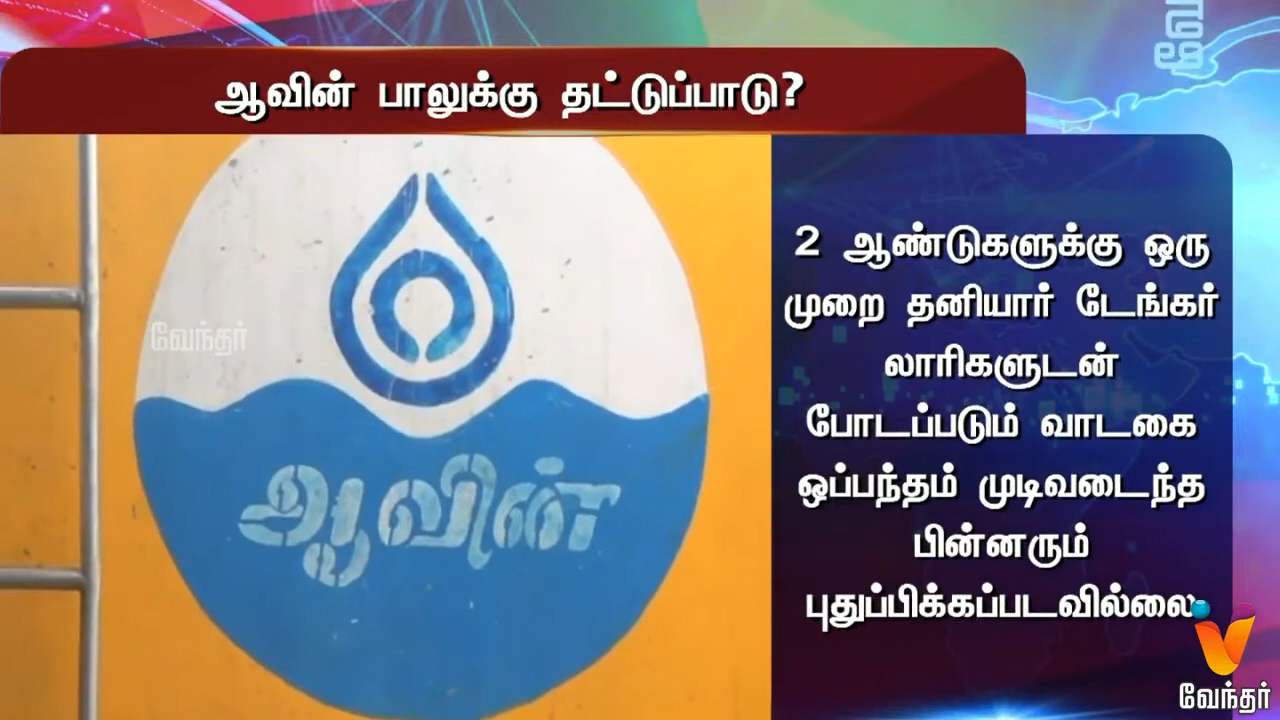 வே
ஆவின் பாலுக்கு தட்டுப்பாடு?
வேந்தர்
ஆவின்
2 ஆண்டுகளுக்கு ஒரு
முறை தனியார் டேங்கர்
லாரிகளுடன்
போடப்படும் வாடகை
ஒப்பந்தம் முடிவடைந்த
பின்னரும்
புதுப்பிக்கப்படவில்லை
வேந்தர்